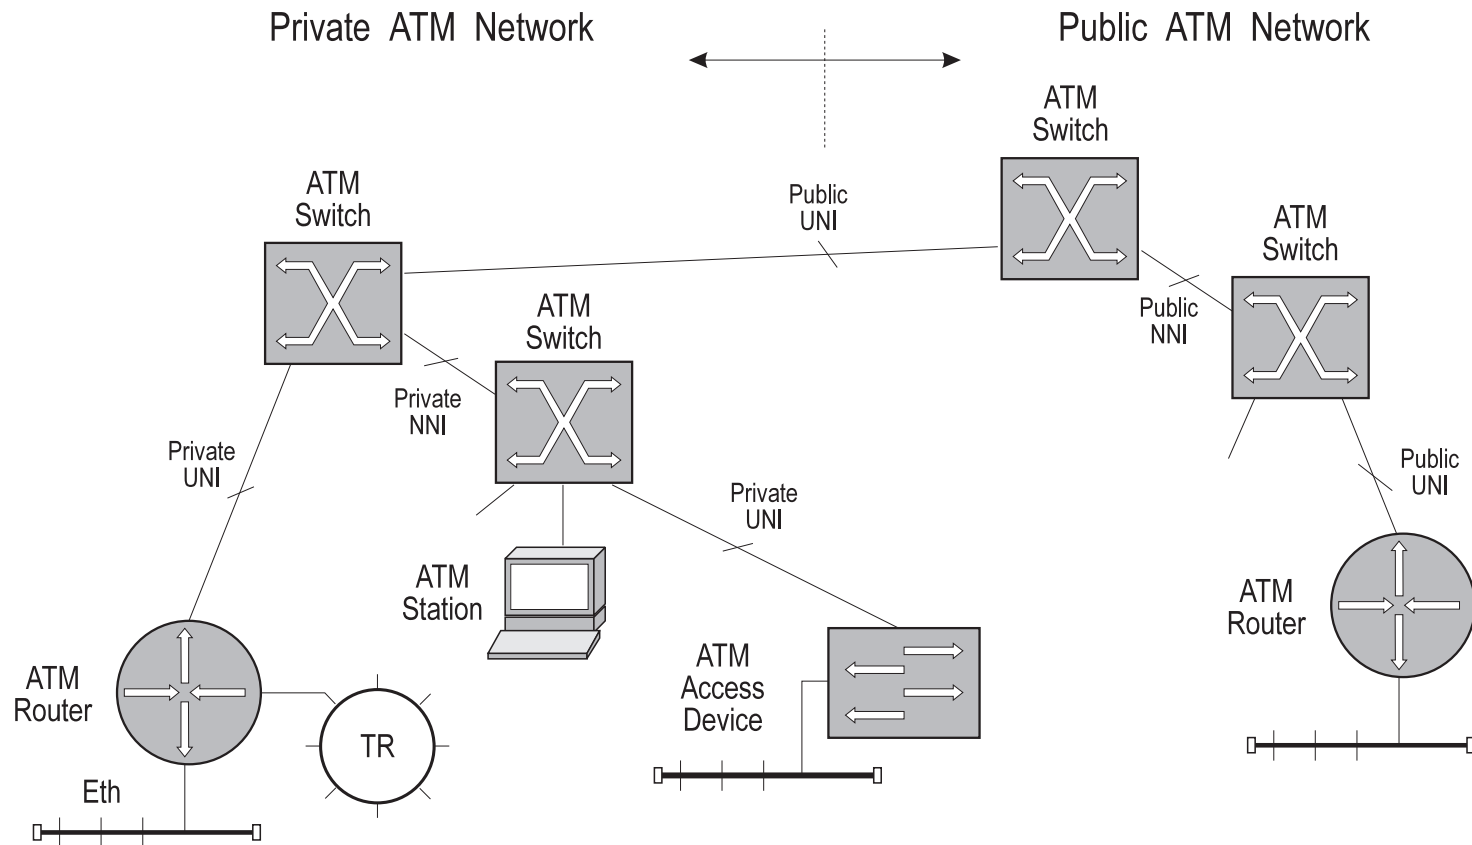 Private ATM Network
Public ATM Network
ATM
Switch
ATM
Switch
Public
UNI
ATM
Switch
ATM
Switch
Public
NNI
Private
NNI
Private
UNI
Private
UNI
Public
UNI
ATM
Station
ATM
Router
ATM
Router
ATM
Access
Device
TR
Eth